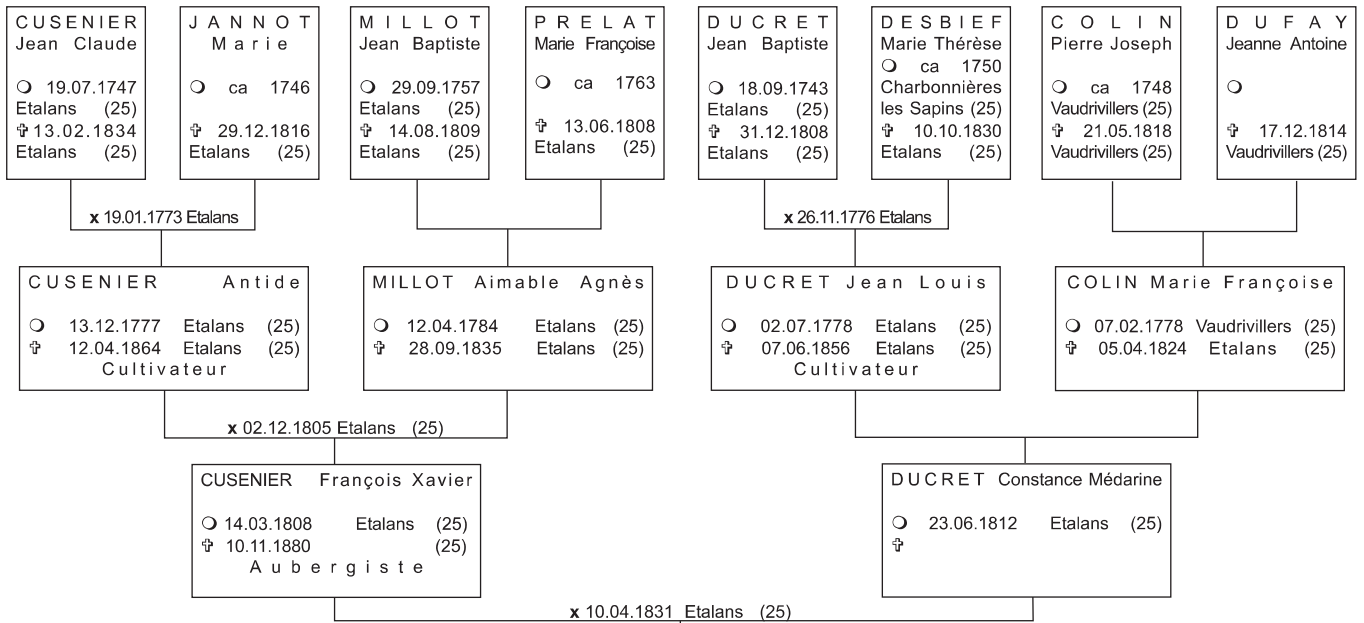 CUSENIER
Jean Claude
❍ 19.07.1747
Etalans (25)
✞ 13.02.1834
Etalans (25)
JANNOT
Marie
❍ ca 1746
✞ 29.12.1816
Etalans (25)
MILLOT
Jean Baptiste
❍ 29.09.1757
Etalans (25)
✞ 14.08.1809
Etalans (25)
PRELAT
Marie Françoise
❍ ca 1763
✞ 13.06.1808
Etalans (25)
DUCRET
Jean Baptiste
❍ 18.09.1743
Etalans (25)
✞ 31.12.1808
Etalans (25)
DESBIEF
Marie Thérèse
❍ ca 1750
Charbonnières
les Sapins (25)
✞ 10.10.1830
Etalans (25)
COLIN
Pierre Joseph
❍ ca 1748
Vaudrivillers (25)
✞ 21.05.1818
Vaudrivillers (25)
DUFAY
Jeanne Antoine
❍
✞ 17.12.1814
Vaudrivillers (25)
x 19.01.1773 Etalans
x 26.11.1776 Etalans
CUSENIER Antide
❍ 13.12.1777 Etalans (25)
✞ 12.04.1864 Etalans (25)
Cultivateur
MILLOT Aimable Agnès
❍ 12.04.1784 Etalans (25)
✞ 28.09.1835 Etalans (25)
DUCRET Jean Louis
❍ 02.07.1778 Etalans (25)
✞ 07.06.1856 Etalans (25)
Cultivateur
COLIN Marie Françoise
❍ 07.02.1778 Vaudrivillers (25)
✞ 05.04.1824 Etalans (25)
x 02.12.1805 Etalans (25)
CUSENIER François Xavier
❍ 14.03.1808 Etalans (25)
✞ 10.11.1880 (25)
Aubergiste
DUCRET Constance Médarine
❍ 23.06.1812 Etalans (25)
✞
x 10.04.1831 Etalans (25)